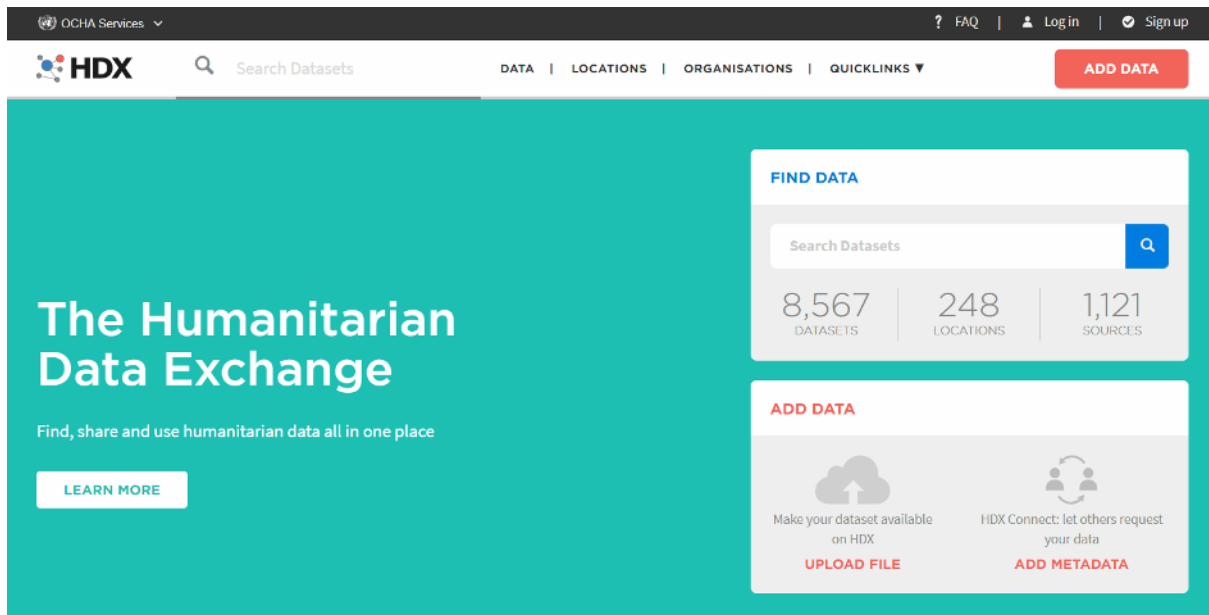 OCHA Services
? FAQ | Log in | Sign up
HDX
Search Datasets
DATA | LOCATIONS | ORGANISATIONS | QUICKLINKS ▼
ADD DATA
The Humanitarian
Data Exchange
Find, share and use humanitarian data all in one place
LEARN MORE
FIND DATA
Search Datasets
8,567
DATASETS
248
LOCATIONS
1,121
SOURCES
ADD DATA
Make your dataset available
on HDX
UPLOAD FILE
HDX Connect: let others request
your data
ADD METADATA